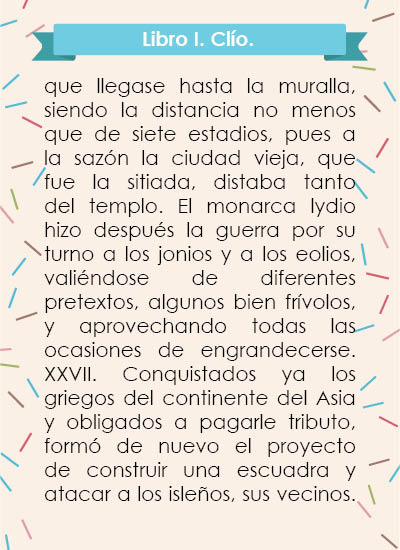 Libro I. Clío.
que llegase hasta la muralla,
siendo la distancia no menos
que de siete estadios, pues a
la sazón la ciudad vieja, que
fue la sitiada, distaba tanto
del templo. El monarca lydio
hizo después la guerra por su
turno a los jonios y a los eolios,
valiéndose de diferentes
pretextos, algunos bien frívolos,
y aprovechando todas las
ocasiones de engrandecerse.
XXVII. Conquistados ya los
griegos del continente del Asia
y obligados a pagarle tributo,
formó de nuevo el proyecto
de construir una escuadra y
atacar a los isleños, sus vecinos.